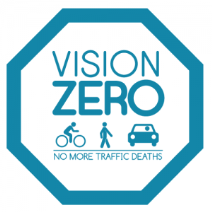 VISION
ZERO
NO MORE TRAFFIC DEATHS